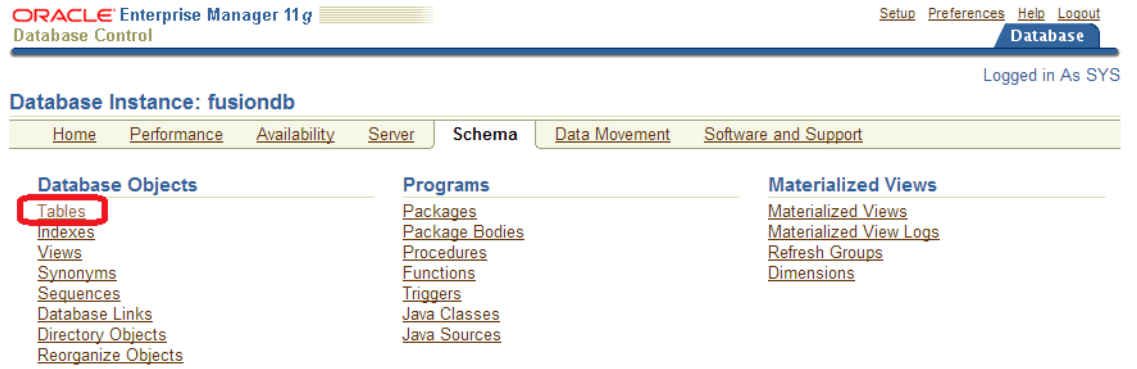 ORACLE Enterprise Manager 11g
Database Control
Setup Preferences Help Logout
Database
Logged in As SYS
Database Instance: fusiondb
Home Performance Availability Server Schema Data Movement Software and Support
Database Objects
Tables
Indexes
Views
Synonyms
Sequences
Database Links
Directory Objects
Reorganize Objects
Programs
Packages
Package Bodies
Procedures
Functions
Triggers
Java Classes
Java Sources
Materialized Views
Materialized Views
Materialized View Logs
Refresh Groups
Dimensions